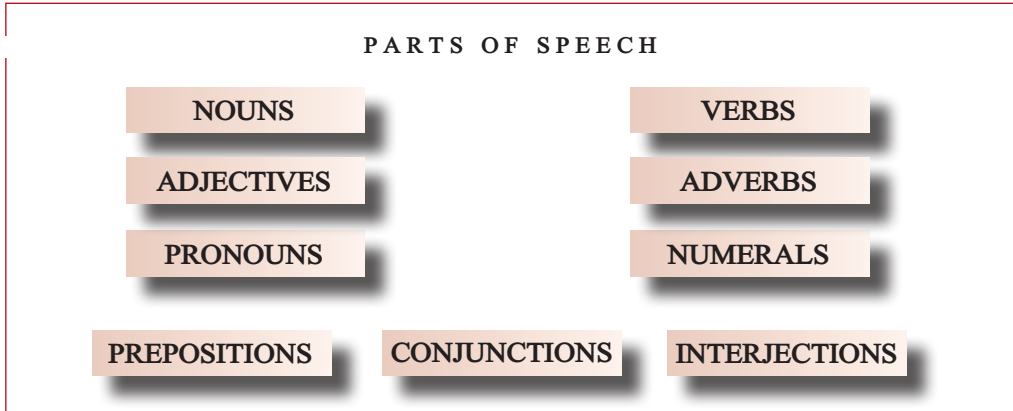 PARTS OF SPEECH
NOUNS VERBS
ADJECTIVES ADVERBS
PRONOUNS NUMERALS
PREPOSITIONS CONJUNCTIONS INTERJECTIONS